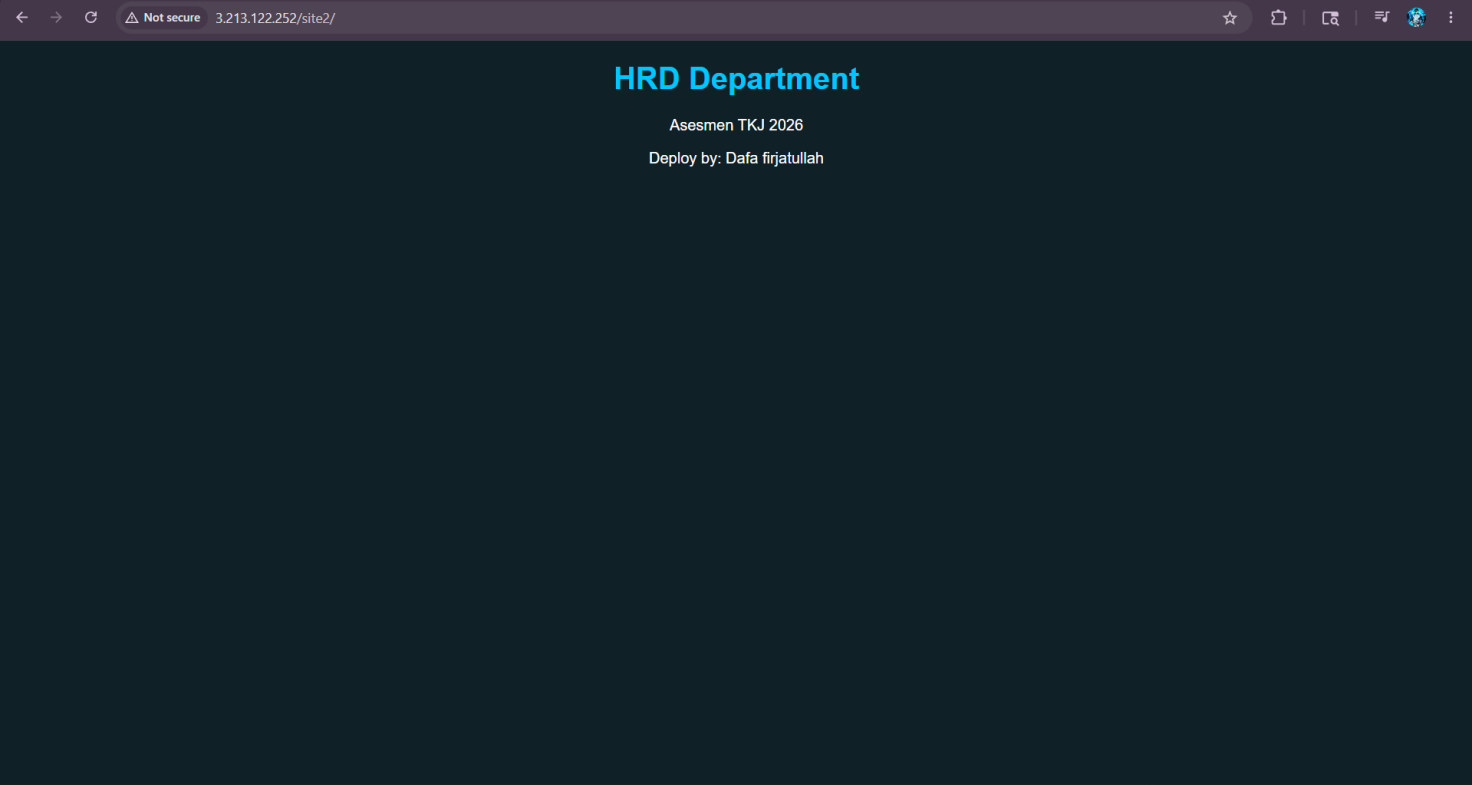 Not secure 3.213.122.252/site2/
HRD Department
Asesmen TKJ 2026
Deploy by: Dafa firjatullah